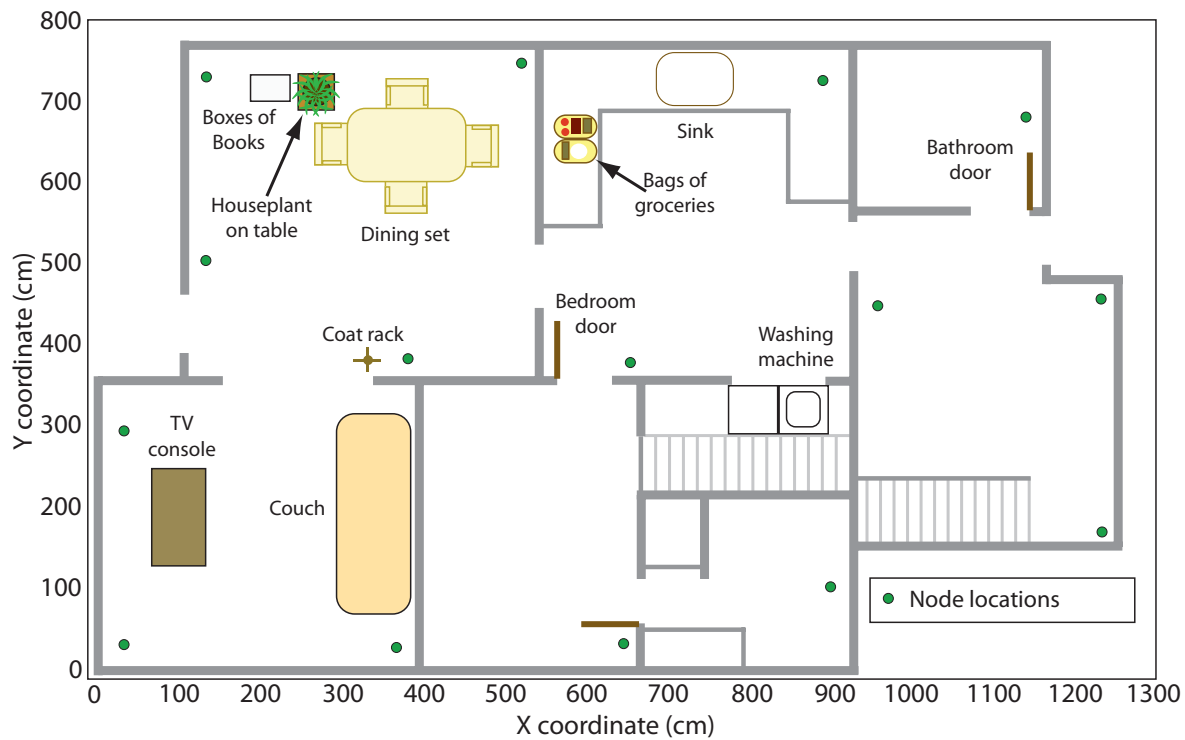 800
700
600
500
400
300
200
100
0
Y coordinate (cm)
Boxes of
Books
Houseplant
on table
Dining set
Sink
Bags of
groceries
Bathroom
door
Coat rack
Bedroom
door
Washing
machine
TV
console
Couch
Node locations
0 100 200 300 400 500 600 700 800 900 1000 1100 1200 1300
X coordinate (cm)